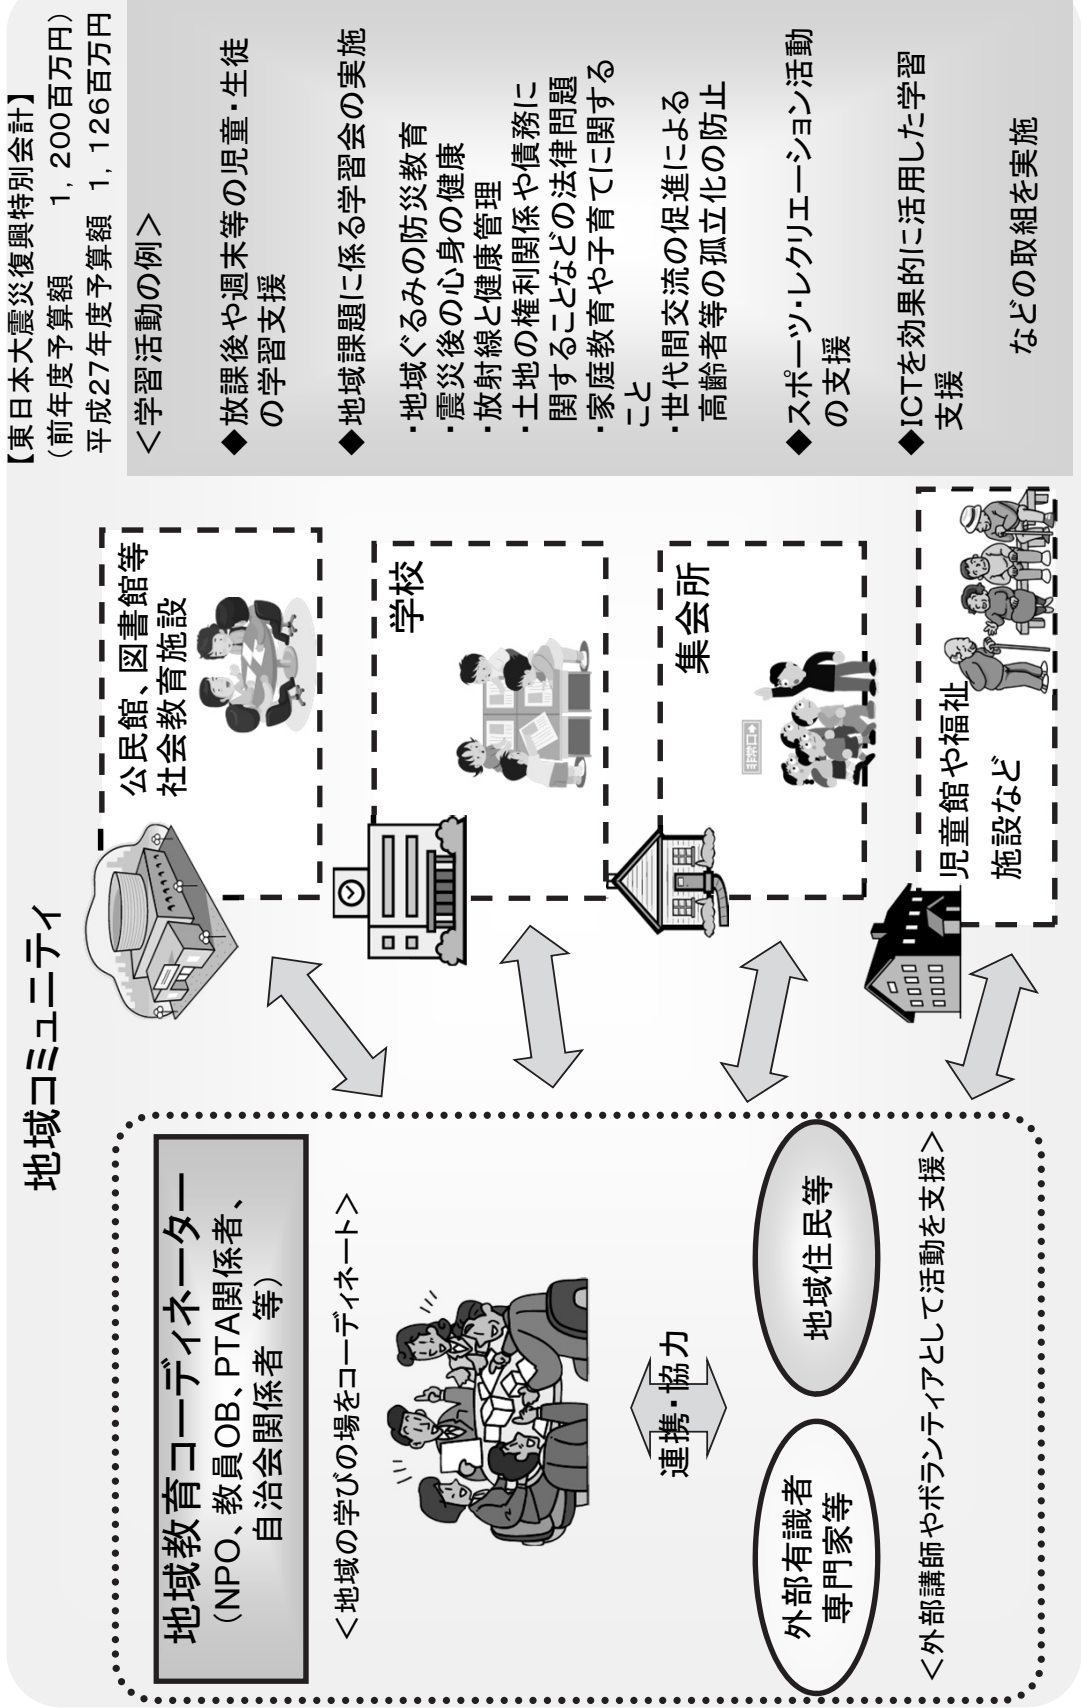 地域コミュニティ
【東日本大震災復興特別会計】
(前年度予算額 1,200百万円)
平成27年度予算額 1,126百万円
地域教育コーディネーター
(NPO、教員OB、PTA関係者、
自治会関係者 等)
<地域の学びの場をコーディネート>
連携・協力
外部有識者
専門家等
地域住民等
<外部講師やボランティアとして活動を支援>
公民館、図書館等
社会教育施設
学校
集会所
非常口
児童館や福祉
施設など
<学習活動の例>
◆放課後や週末等の児童・生徒
の学習支援
◆地域課題に係る学習会の実施
・地域ぐるみの防災教育
・震災後の心身の健康
・放射線と健康管理
・土地の権利関係や債務に
関することなどの法律問題
・家庭教育や子育てに関する
こと
・世代間交流の促進による
高齢者等の孤立化の防止
◆スポーツ・レクリエーション活動
の支援
◆ICTを効果的に活用した学習
支援
などの取組を実施